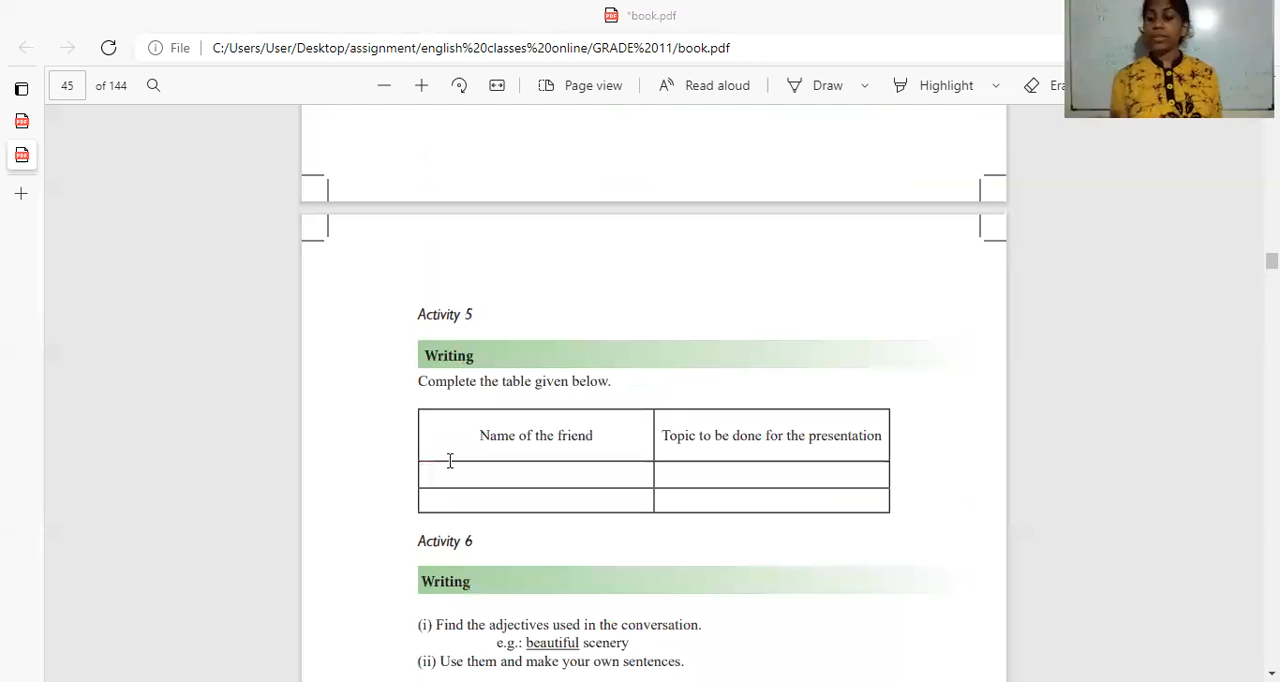 *book.pdf
File
C:/Users/User/Desktop/assignment/english%20classes%20online/GRADE%2011/book.pdf
45 of 144
Page view
Read aloud
Draw
Highlight
Activity 5
Writing
Complete the table given below.
Name of the friend
Topic to be done for the presentation
Activity 6
Writing
(i) Find the adjectives used in the conversation.
e.g.: beautiful scenery
(ii) Use them and make your own sentences.